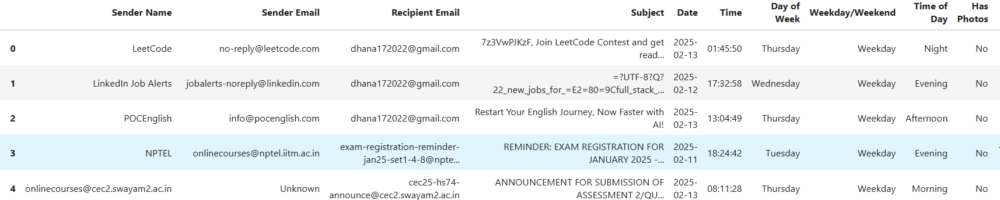 Sender Name Sender Email Recipient Email Subject Date Time Day of Week Weekday/Weekend Time of Day Has Photos
0 LeetCode no-reply@leetcode.com dhana172022@gmail.com 7z3VwPJKzF, Join LeetCode Contest and get read... 2025-02-13 01:45:50 Thursday Weekday Night No
1 LinkedIn Job Alerts jobalerts-noreply@linkedin.com dhana172022@gmail.com =?UTF-8?Q?22_new_jobs_for_=E2=80=9Cfull_stack_... 2025-02-12 17:32:58 Wednesday Weekday Evening No
2 POCEnglish info@pocenglish.com dhana172022@gmail.com Restart Your English Journey, Now Faster with AI! 2025-02-13 13:04:49 Thursday Weekday Afternoon No
3 NPTEL onlinecourses@nptel.iitm.ac.in exam-registration-reminder-jan25-set1-4-8@npte... REMINDER: EXAM REGISTRATION FOR JANUARY 2025 -... 2025-02-11 18:24:42 Tuesday Weekday Evening No
4 onlinecourses@cec2.swayam2.ac.in Unknown cec25-hs74-announce@cec2.swayam2.ac.in ANNOUNCEMENT FOR SUBMISSION OF ASSESSMENT 2/QU... 2025-02-13 08:11:28 Thursday Weekday Morning No